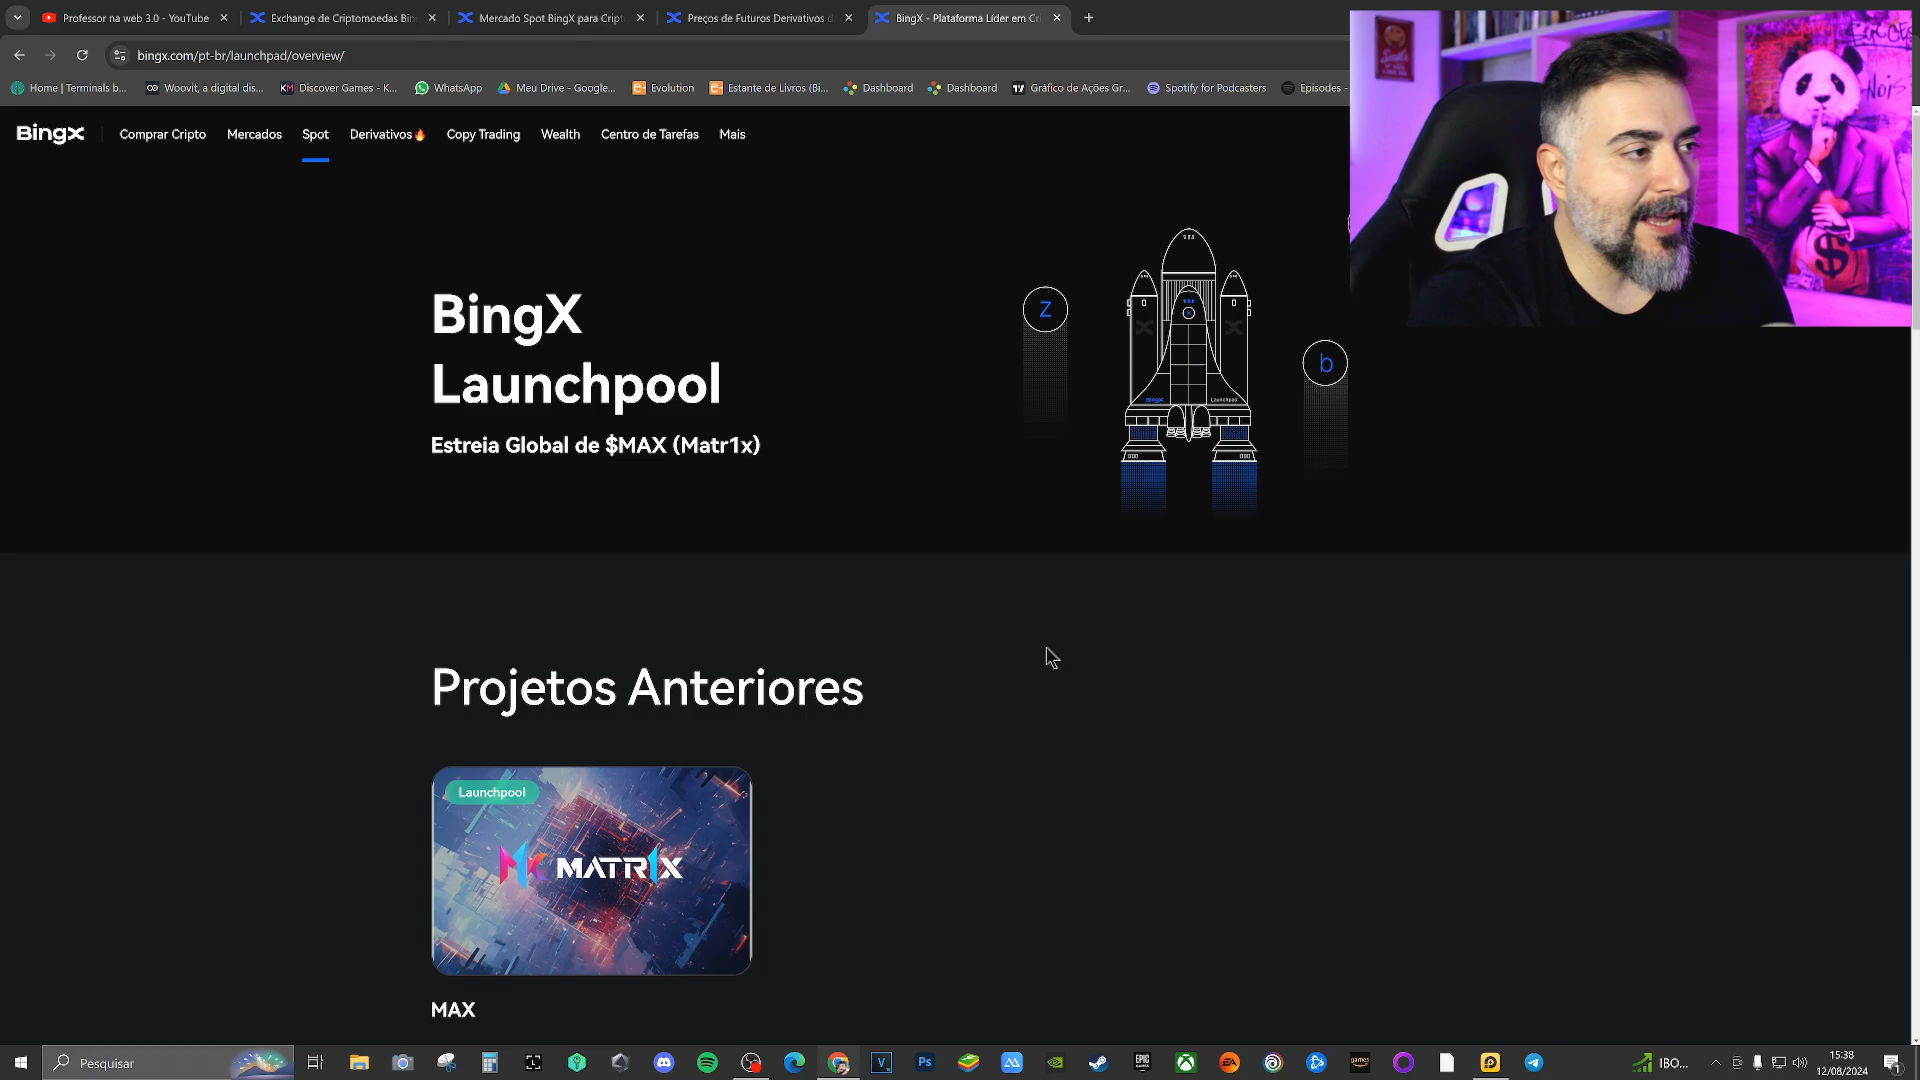 Professor na web 3.0 - YouTube
Exchange de Criptomoedas Bin
Mercado Spot BingX para Cript
Preços de Futuros Derivativos d
BingX - Plataforma Líder em Cri
bingx.com/pt-br/launchpad/overview/
Home | Terminals b...
Woovit, a digital dis...
Discover Games - K...
WhatsApp
Meu Drive - Google...
Evolution
Estante de Livros (Bi...
Dashboard
Dashboard
Gráfico de Ações Gr...
Spotify for Podcasters
Episodes -
BingX
Comprar Cripto
Mercados
Spot
Derivativos
Copy Trading
Wealth
Centro de Tarefas
Mais
BingX
Launchpool
Estreia Global de $MAX (Matr1x)
Z
b
BingX
Launchpad
Projetos Anteriores
Launchpool
MATR1X
MAX
Pesquisar
IBO...
15:38
12/08/2024